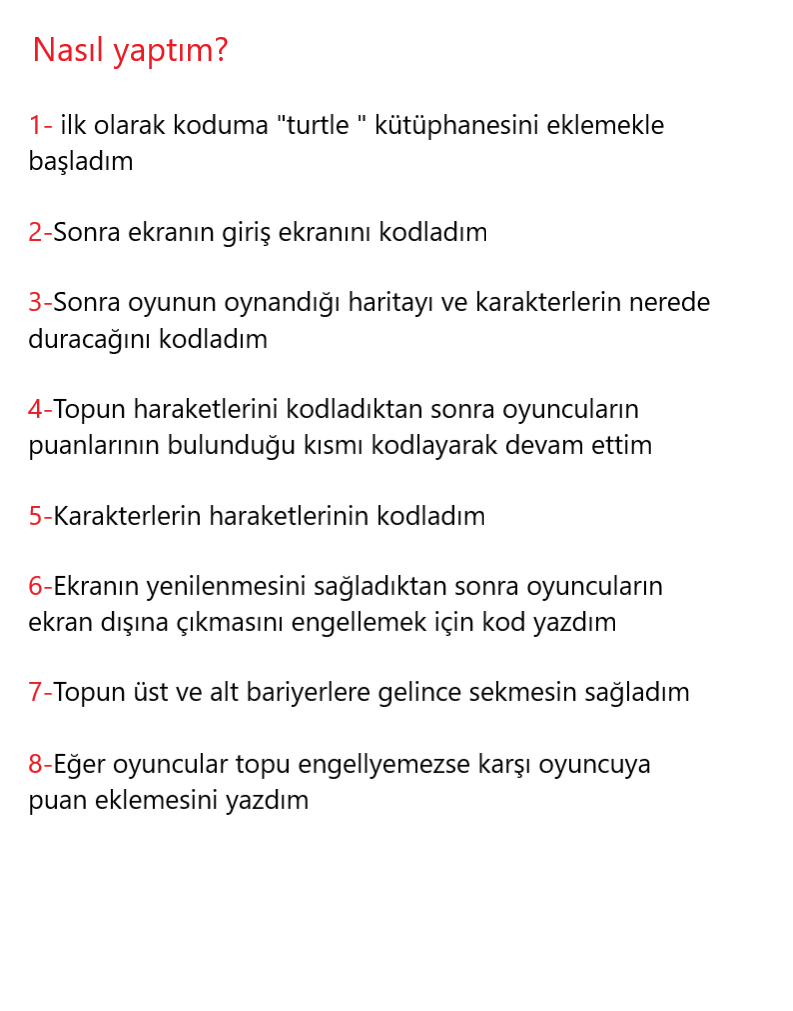 Nasıl yaptım?
1- ilk olarak koduma "turtle " kütüphanesini eklemekle
başladım
2-Sonra ekranın giriş ekranını kodladım
3-Sonra oyunun oynandığı haritayı ve karakterlerin nerede
duracağını kodladım
4-Topun haraketlerini kodladıktan sonra oyuncuların
puanlarının bulunduğu kısmı kodlayarak devam ettim
5-Karakterlerin haraketlerinin kodladım
6-Ekranın yenilenmesini sağladıktan sonra oyuncuların
ekran dışına çıkmasını engellemek için kod yazdım
7-Topun üst ve alt bariyerlere gelince sekmesin sağladım
8-Eğer oyuncular topu engellyemezse karşı oyuncuya
puan eklemesini yazdım